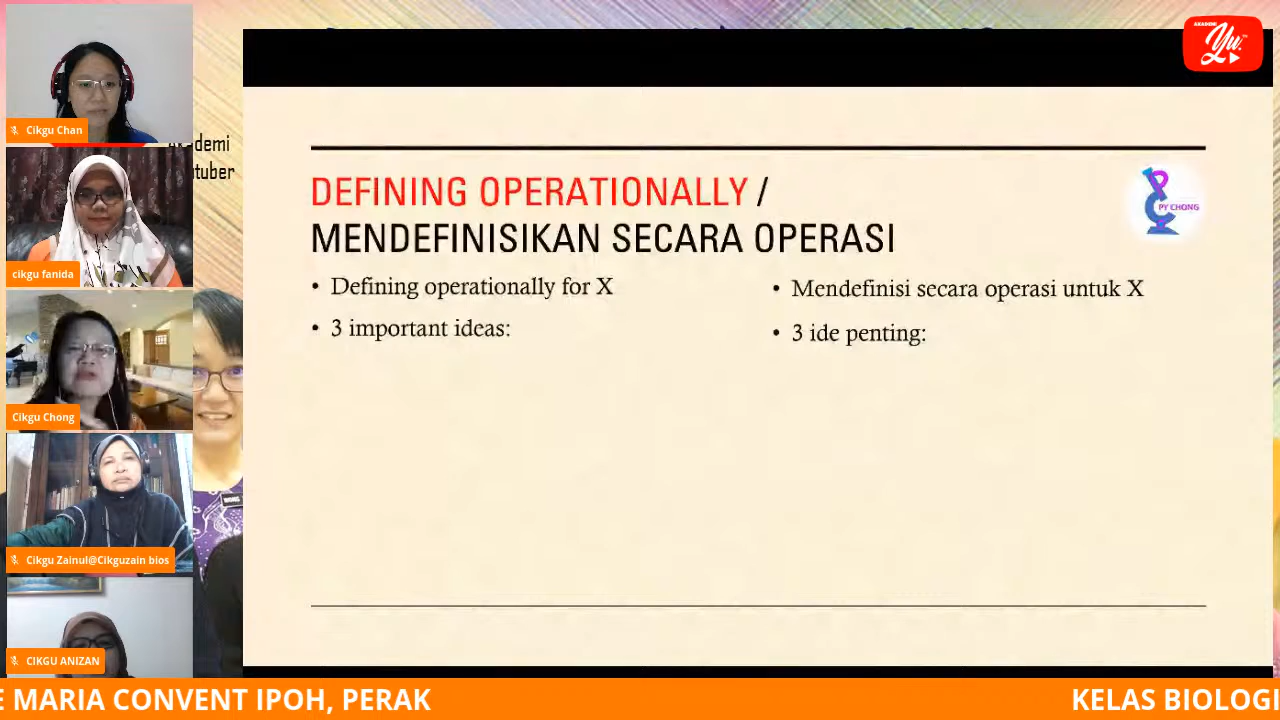 Cikgu Chan
cikgu fanida
Cikgu Chong
Cikgu Zainul@Cikguzain bios
CIKGU ANIZAN
AKADEMI
Yu.
DEFINING OPERATIONALLY /
MENDEFINISIKAN SECARA OPERASI
PY CHONG
• Defining operationally for X
• 3 important ideas:
• Mendefinisi secara operasi untuk X
• 3 ide penting:
MARIA CONVENT IPOH, PERAK
KELAS BIOLOGI